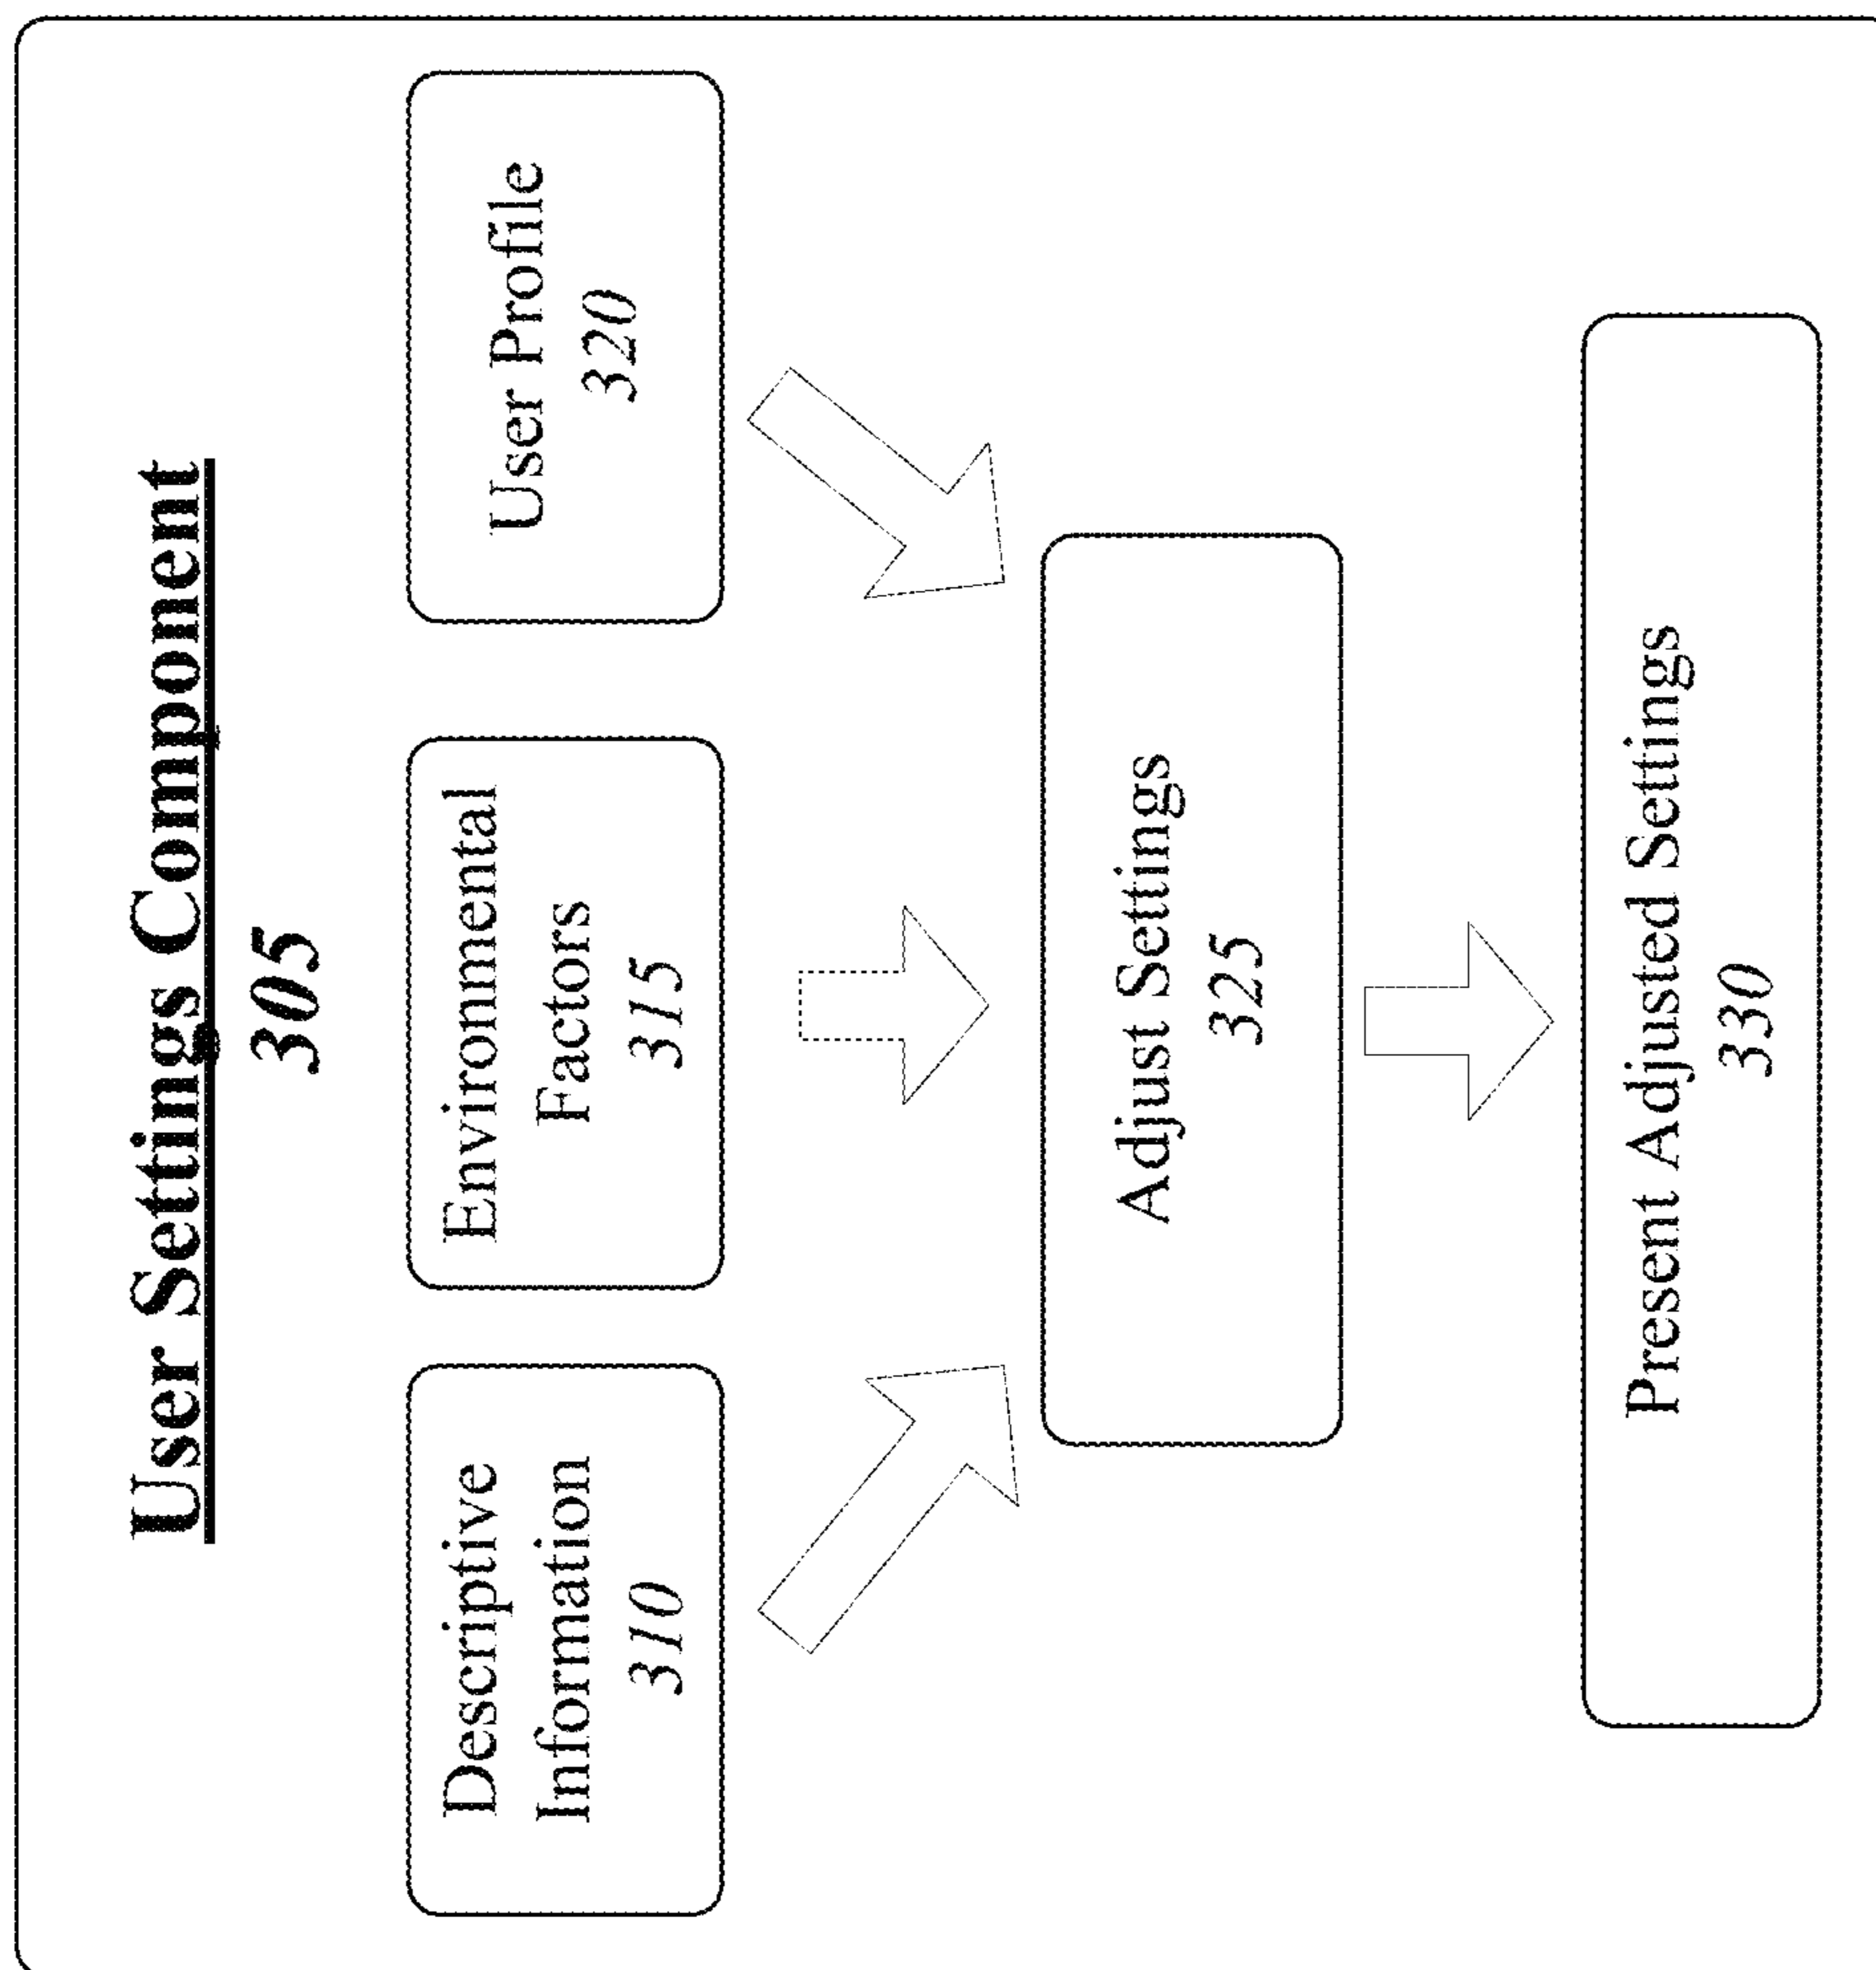 User Settings Component
305
Descriptive
Information
310
Environmental
Factors
315
User Profile
320
Adjust Settings
325
Present Adjusted Settings
330